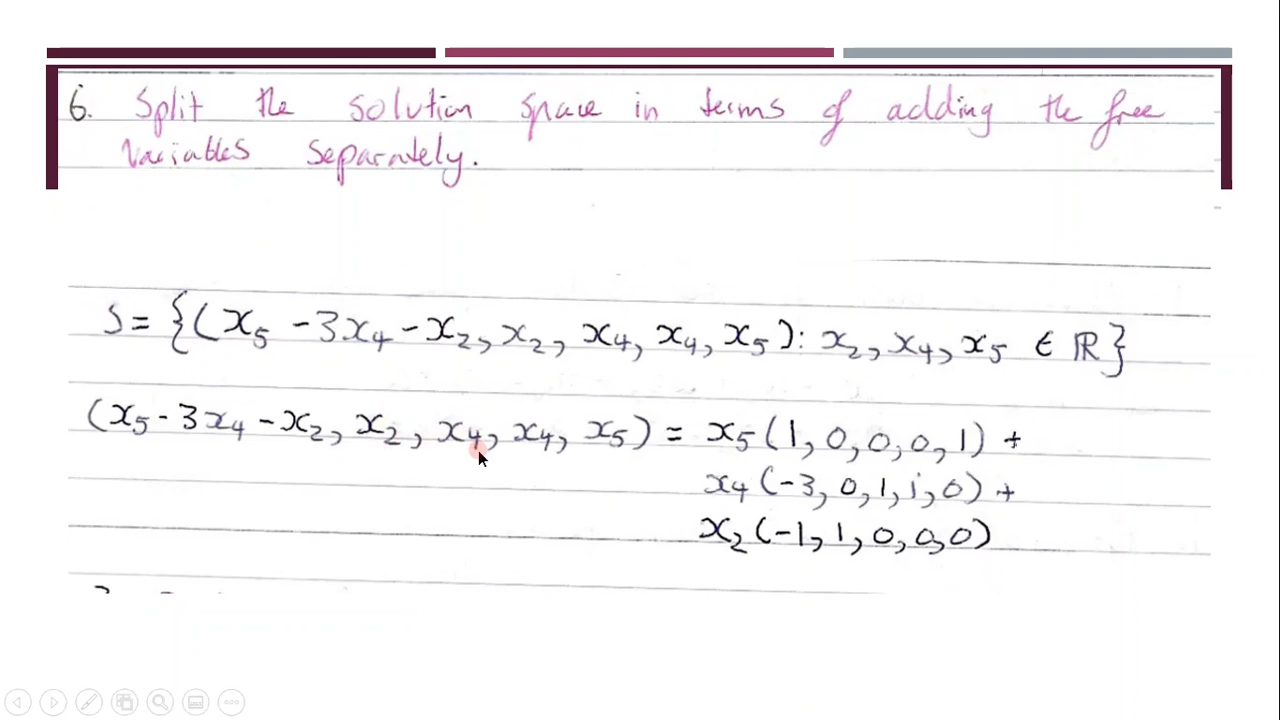 6. Split the solution space in terms of adding the free
variables separately.
S = {(x₅ -3x₄ -x₂, x₂, x₄, x₄, x₅): x₂, x₄, x₅ ∈ ℝ}
(x₅ - 3x₄ -x₂, x₂, x₄, x₄, x₅) = x₅(1,0,0,0,1) +
x₄(-3,0,1,1,0) +
x₂(-1,1,0,0,0)